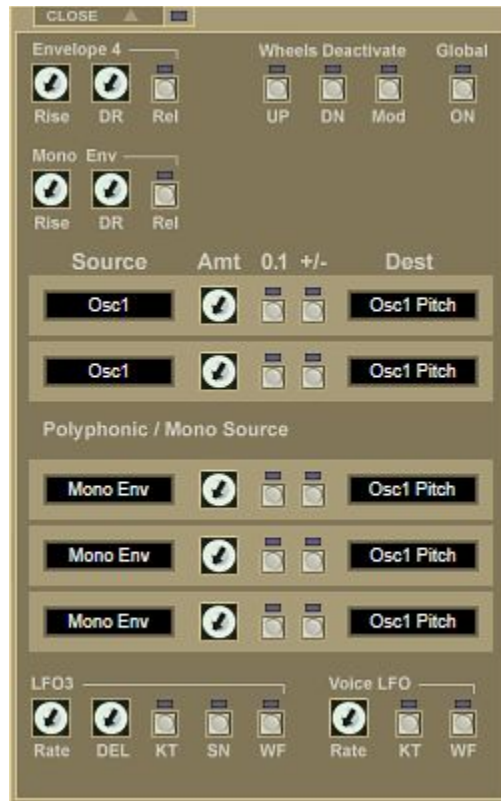 CLOSE
Envelope 4 Wheels Deactivate Global
Rise DR Rel UP DN Mod ON
Mono Env
Rise DR Rel
Source Amt 0.1 +/- Dest
Osc1 Osc1 Pitch
Osc1 Osc1 Pitch
Polyphonic / Mono Source
Mono Env Osc1 Pitch
Mono Env Osc1 Pitch
Mono Env Osc1 Pitch
LFO3 Voice LFO
Rate DEL KT SN WF Rate KT WF